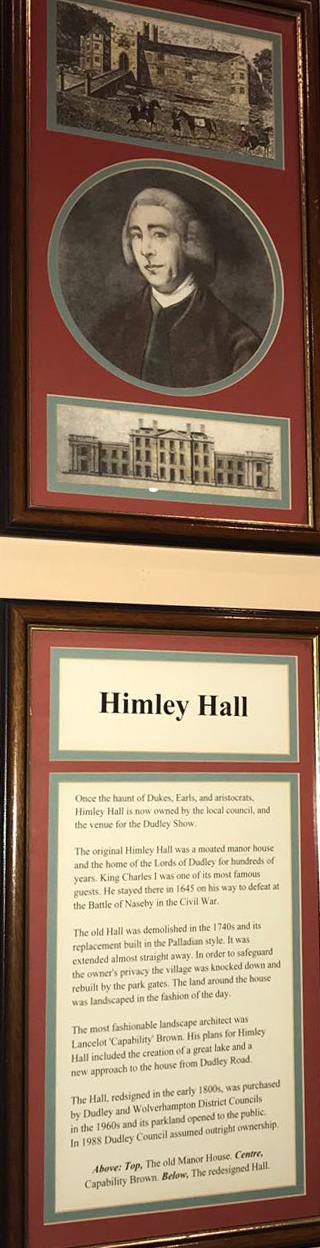 Himley Hall
Once the haunt of Dukes, Earls, and aristocrats,
Himley Hall is now owned by the local council, and
the venue for the Dudley Show.
The original Himley Hall was a moated manor house
and the home of the Lords of Dudley for hundreds of
years. King Charles I was one of its most famous
guests. He stayed there in 1645 on his way to defeat at
the Battle of Naseby in the Civil War.
The old Hall was demolished in the 1740s and its
replacement built in the Palladian style. It was
extended almost straight away. In order to safeguard
the owner's privacy the village was knocked down and
rebuilt by the park gates. The land around the house
was landscaped in the fashion of the day.
The most fashionable landscape architect was
Lancelot 'Capability' Brown. His plans for Himley
Hall included the creation of a great lake and a
new approach to the house from Dudley Road.
The Hall, redsigned in the early 1800s, was purchased
by Dudley and Wolverhampton District Councils
in the 1960s and its parkland opened to the public.
In 1988 Dudley Council assumed outright ownership.
Above: Top, The old Manor House. Centre,
Capability Brown. Below, The redesigned Hall.